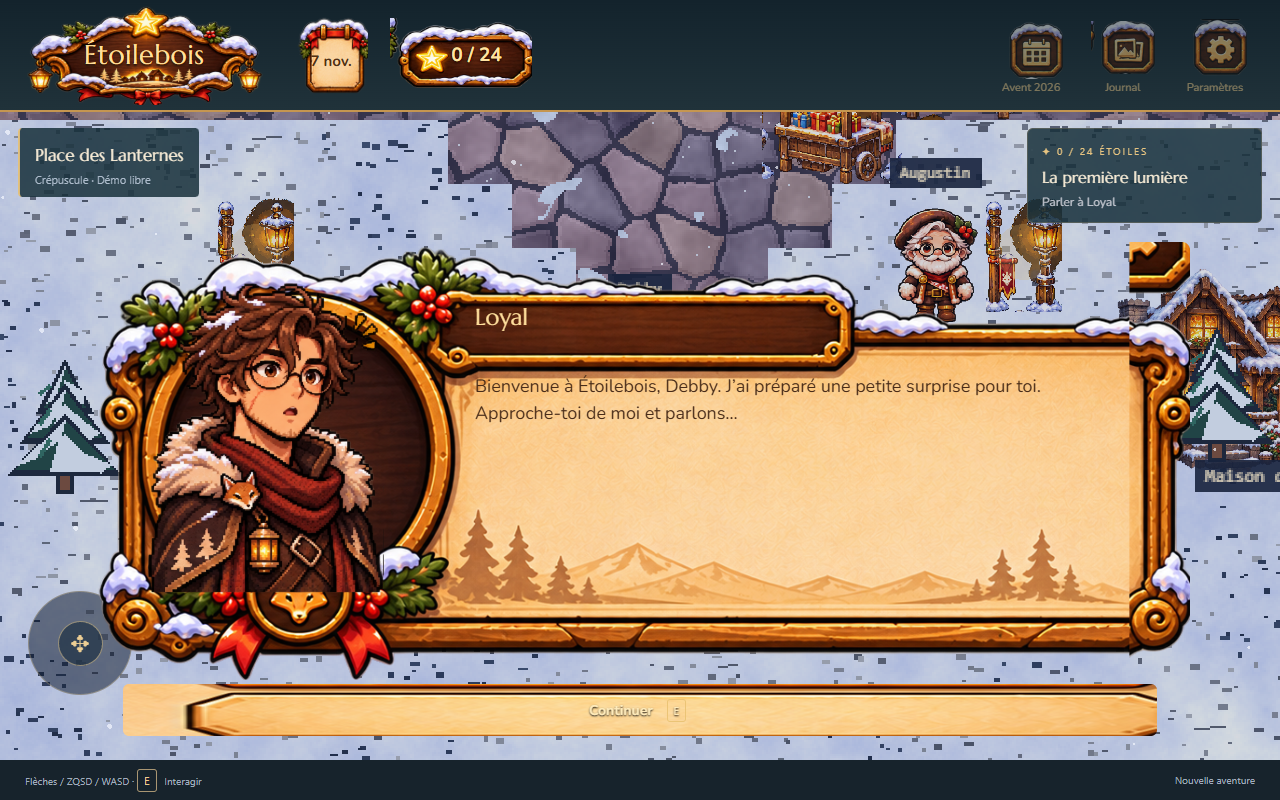 Étoilebois
7 nov.
0 / 24
Avent 2026
Journal
Paramètres
Place des Lanternes
Crépuscule · Démo libre
Augustin
✦ 0 / 24 ÉTOILES
La première lumière
Parler à Loyal
Loyal
Bienvenue à Étoilebois, Debby. J'ai préparé une petite surprise pour toi.
Approche-toi de moi et parlons…
Maison
Continuer E
Flèches / ZQSD / WASD · E Interagir
Nouvelle aventure